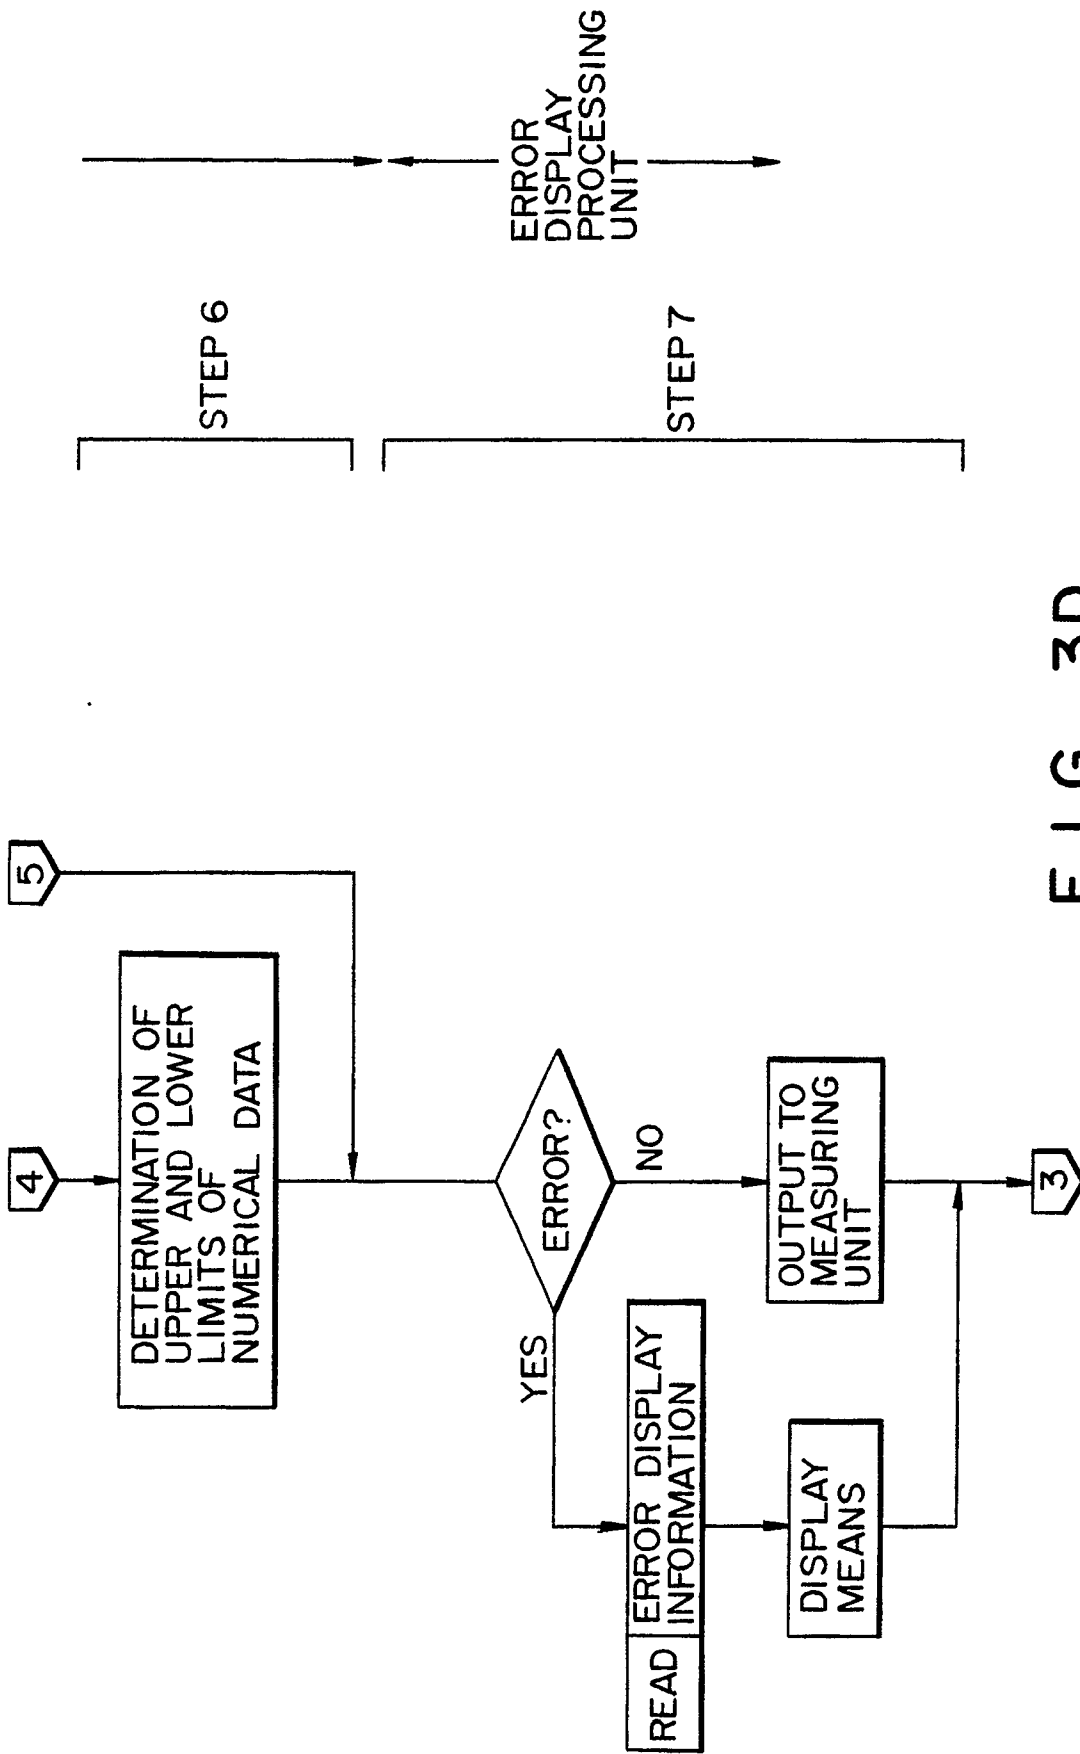 4
5
DETERMINATION OF
UPPER AND LOWER
LIMITS OF
NUMERICAL DATA
STEP 6
ERROR?
YES
NO
READ
ERROR DISPLAY
INFORMATION
DISPLAY
MEANS
OUTPUT TO
MEASURING
UNIT
3
STEP 7
ERROR
DISPLAY
PROCESSING
UNIT
FIG. 3D